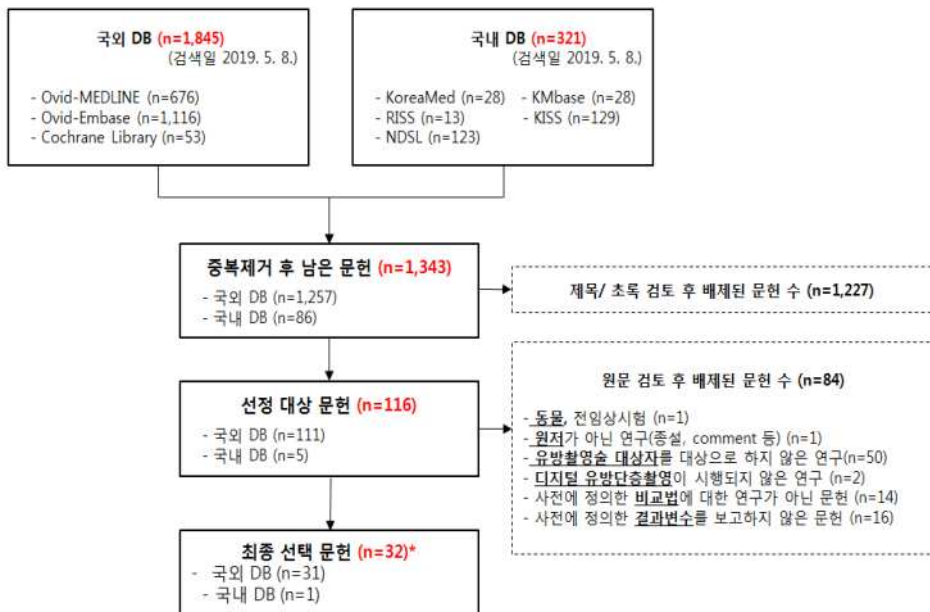 국외 DB (n=1,845)
(검색일 2019. 5. 8.)
- Ovid-MEDLINE (n=676)
- Ovid-Embase (n=1,116)
- Cochrane Library (n=53)
국내 DB (n=321)
(검색일 2019. 5. 8.)
- KoreaMed (n=28) - KMbase (n=28)
- RISS (n=13) - KISS (n=129)
- NDSL (n=123)
중복제거 후 남은 문헌 (n=1,343)
- 국외 DB (n=1,257)
- 국내 DB (n=86)
제목/ 초록 검토 후 배제된 문헌 수 (n=1,227)
선정 대상 문헌 (n=116)
- 국외 DB (n=111)
- 국내 DB (n=5)
원문 검토 후 배제된 문헌 수 (n=84)
- 동물, 전임상시험 (n=1)
- 원저가 아닌 연구(종설, comment 등) (n=1)
- 유방촬영술 대상자를 대상으로 하지 않은 연구(n=50)
- 디지털 유방단층촬영이 시행되지 않은 연구 (n=2)
- 사전에 정의한 비교법에 대한 연구가 아닌 문헌 (n=14)
- 사전에 정의한 결과변수를 보고하지 않은 문헌 (n=16)
최종 선택 문헌 (n=32)*
- 국외 DB (n=31)
- 국내 DB (n=1)